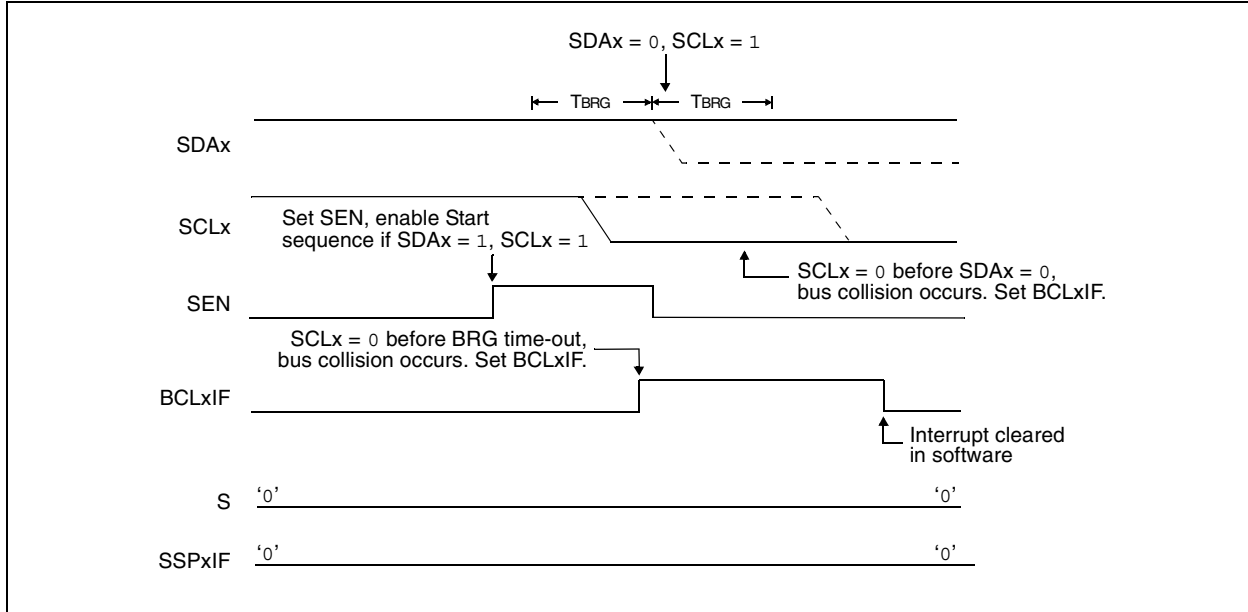 SDAx = 0, SCLx = 1
TBRG TBRG
SDAx
SCLx
Set SEN, enable Start
sequence if SDAx = 1, SCLx = 1
SCLx = 0 before SDAx = 0,
bus collision occurs. Set BCLxIF.
SEN
SCLx = 0 before BRG time-out,
bus collision occurs. Set BCLxIF.
BCLxIF
Interrupt cleared
in software
S ‘0’ ‘0’
SSPxIF ‘0’ ‘0’